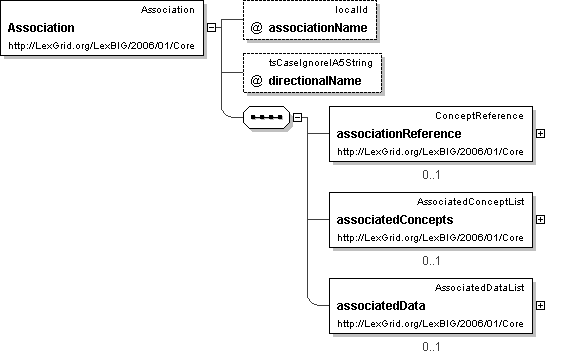 Association
Association
http://LexGrid.org/LexBIG/2006/01/Core
localId
@ associationName
tsCaseIgnoreIA5String
@ directionalName
ConceptReference
associationReference
http://LexGrid.org/LexBIG/2006/01/Core
0..1
AssociatedConceptList
associatedConcepts
http://LexGrid.org/LexBIG/2006/01/Core
0..1
AssociatedDataList
associatedData
http://LexGrid.org/LexBIG/2006/01/Core
0..1